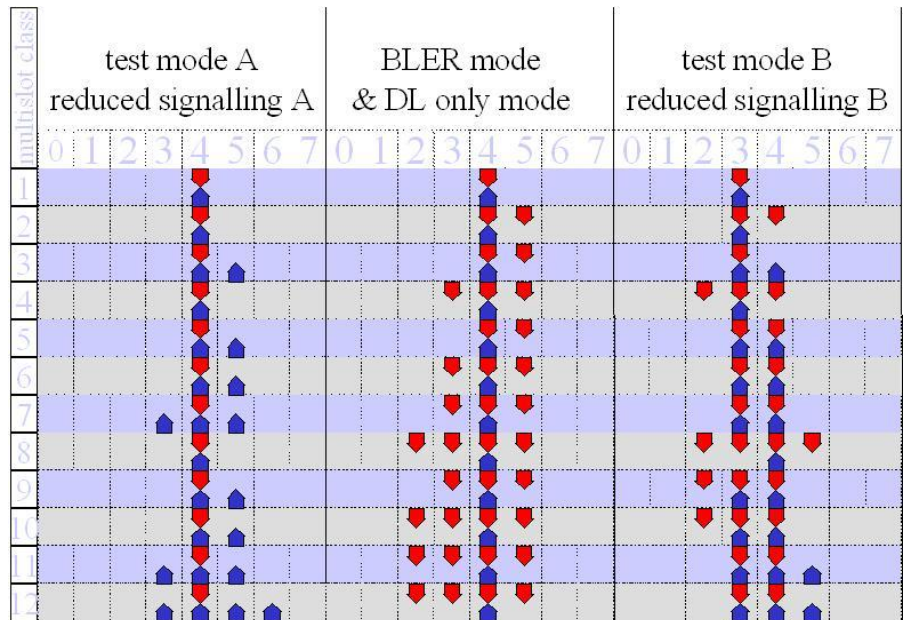 multislot class
test mode A
reduced signalling A
BLER mode
& DL only mode
test mode B
reduced signalling B
0 1 2 3 4 5 6 7 0 1 2 3 4 5 6 7 0 1 2 3 4 5 6 7
1
2
3
4
5
6
7
8
9
10
11
12